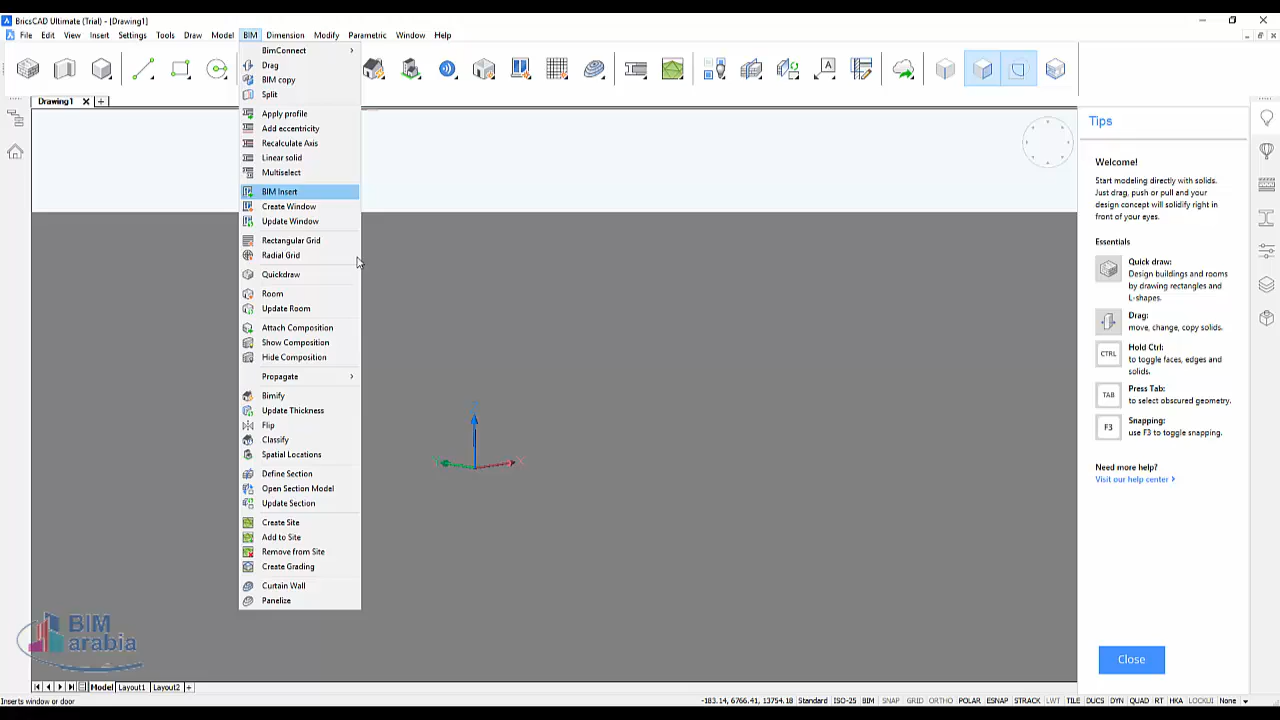 BricsCAD Ultimate (Trial) - [Drawing1]
File Edit View Insert Settings Tools Draw Model BIM Dimension Modify Parametric Window Help
Drawing1
BimConnect
Drag
BIM copy
Split
Apply profile
Add eccentricity
Recalculate Axis
Linear solid
Multiselect
BIM Insert
Create Window
Update Window
Rectangular Grid
Radial Grid
Quickdraw
Room
Update Room
Attach Composition
Show Composition
Hide Composition
Propagate
Bimify
Update Thickness
Flip
Classify
Spatial Locations
Define Section
Open Section Model
Update Section
Create Site
Add to Site
Remove from Site
Create Grading
Curtain Wall
Panelize
Tips
Welcome!
Start modeling directly with solids.
Just drag, push or pull and your
design concept will solidify right in
front of your eyes.
Essentials
Quick draw:
Design buildings and rooms
by drawing rectangles and
L-shapes.
Drag:
move, change, copy solids.
CTRL
Hold Ctrl:
to toggle faces, edges and
solids.
TAB
Press Tab:
to select obscured geometry.
F3
Snapping:
use F3 to toggle snapping.
Need more help?
Visit our help center >
Close
BIM
arabia
Model Layout1 Layout2 +
Inserts window or door
-183.14, 6766.41, 13754.18 Standard ISO-25 BIM SNAP GRID ORTHO POLAR ESNAP STRACK LWT TILE DUCS DYN QUAD RT HKA LOCKUI None